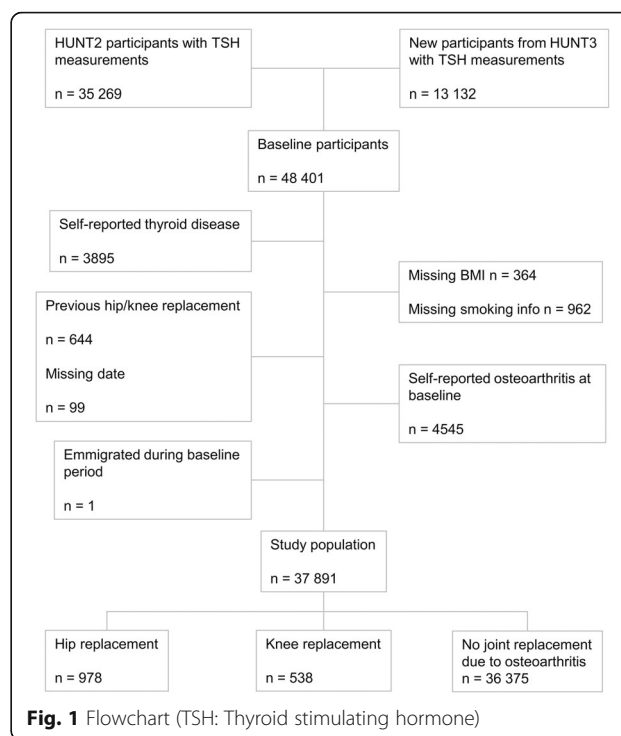 HUNT2 participants with TSH
measurements
n = 35 269
New participants from HUNT3
with TSH measurements
n = 13 132
Baseline participants
n = 48 401
Self-reported thyroid disease
n = 3895
Missing BMI n = 364
Missing smoking info n = 962
Previous hip/knee replacement
n = 644
Missing date
n = 99
Self-reported osteoarthritis at
baseline
n = 4545
Emmigrated during baseline
period
n = 1
Study population
n = 37 891
Hip replacement
n = 978
Knee replacement
n = 538
No joint replacement
due to osteoarthritis
n = 36 375
Fig. 1 Flowchart (TSH: Thyroid stimulating hormone)